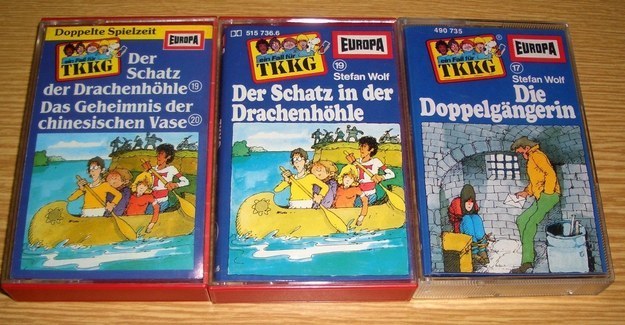 Doppelte Spielzeit
EUROPA
ein Fall für
TKKG
Der
Schatz
der Drachenhöhle 19
Das Geheimnis der
chinesischen Vase 20
515 736.6
EUROPA
ein Fall für
TKKG
19
Stefan Wolf
Der Schatz in der
Drachenhöhle
490 735
EUROPA
ein Fall für
TKKG
®
17
Stefan Wolf
Die
Doppelgängerin